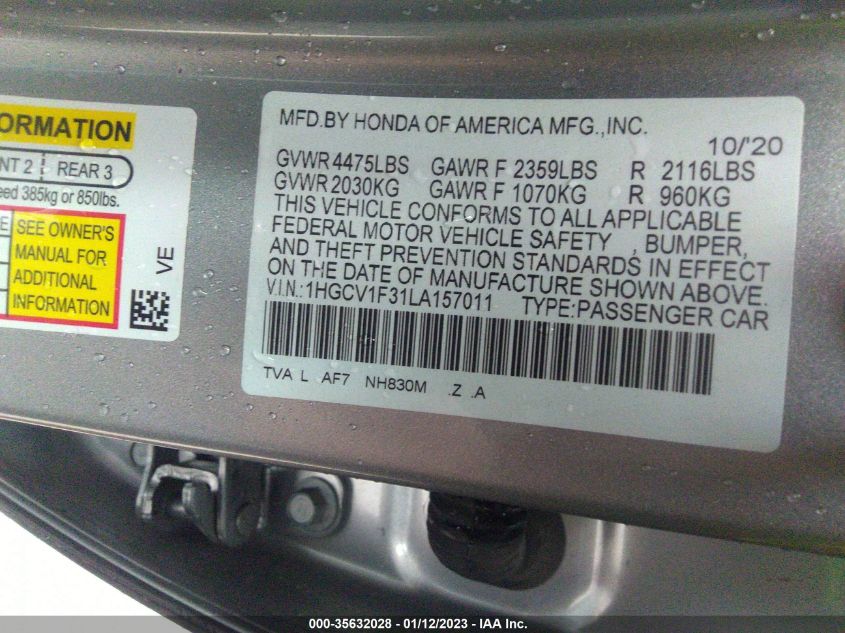 ORMATION
NT 2 REAR 3
eed 385kg or 850lbs.
E
SEE OWNER'S
MANUAL FOR
ADDITIONAL
INFORMATION
VE
MFD.BY HONDA OF AMERICA MFG.,INC.
10/'20
GVWR 4475LBS GAWR F 2359LBS R 2116LBS
GVWR 2030KG GAWR F 1070KG R 960KG
THIS VEHICLE CONFORMS TO ALL APPLICABLE
FEDERAL MOTOR VEHICLE SAFETY , BUMPER,
AND THEFT PREVENTION STANDARDS IN EFFECT
ON THE DATE OF MANUFACTURE SHOWN ABOVE.
V.I.N.:1HGCV1F31LA157011 TYPE:PASSENGER CAR
TVA L AF7 NH830M .Z .A
000-35632028 - 01/12/2023 - IAA Inc.